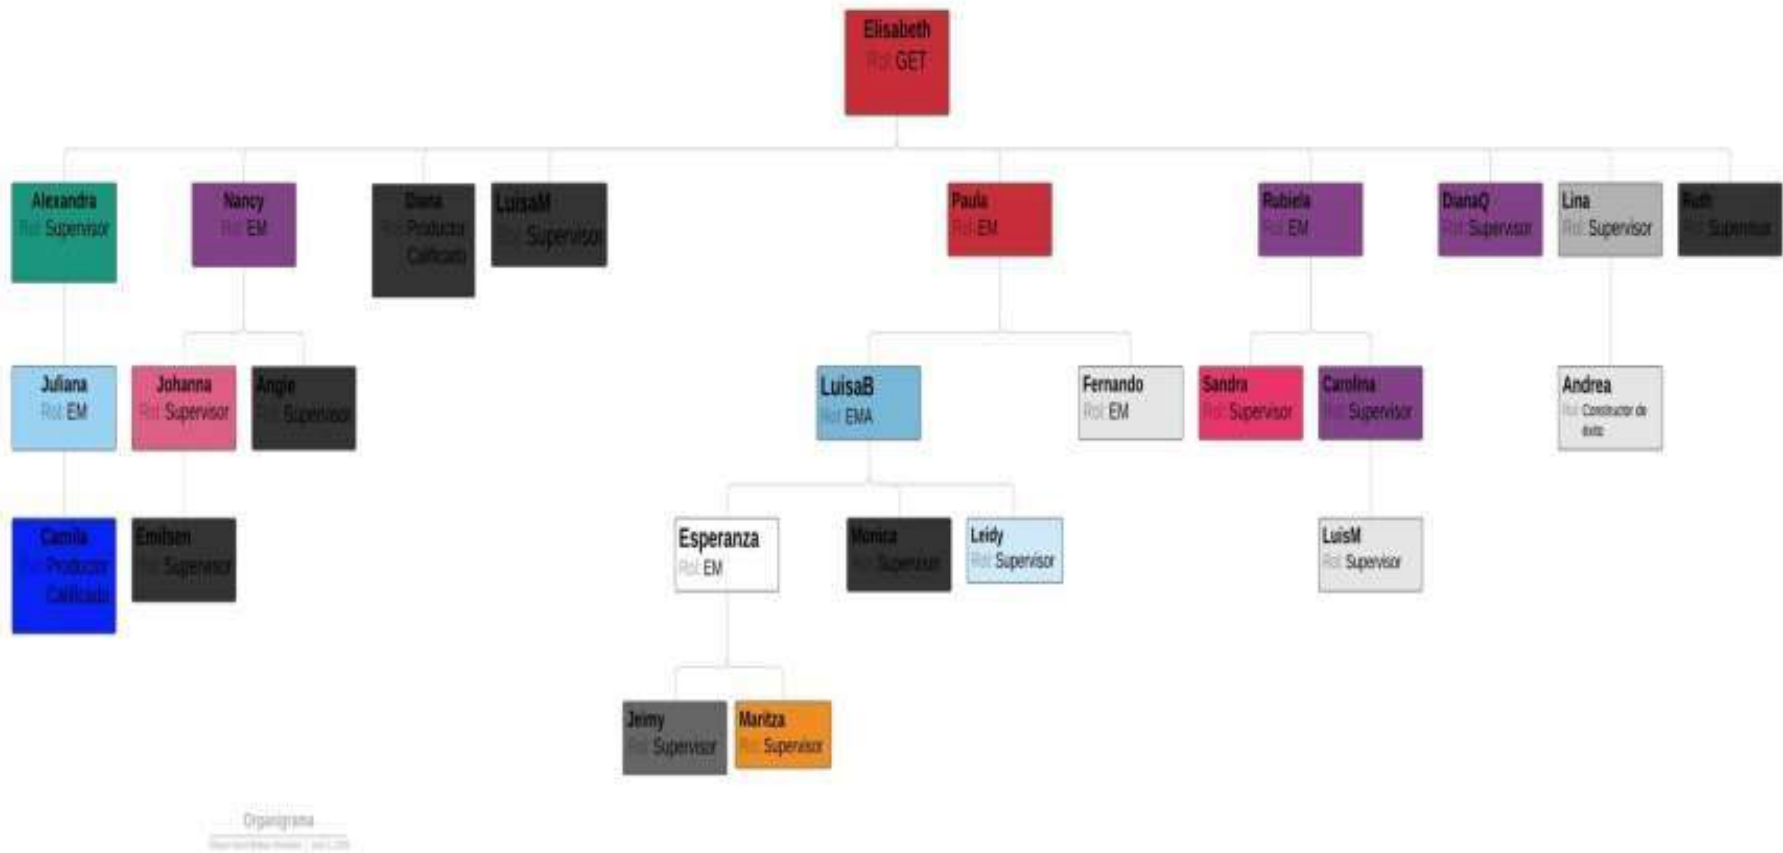 Elisabeth
Rol: GET
Alexandra
Rol: Supervisor
Nancy
Rol: EM
Diana
Rol: Productor
Calificado
LuisaM
Rol: Supervisor
Paula
Rol: EM
Rubiela
Rol: EM
DianaQ
Rol: Supervisor
Lina
Rol: Supervisor
Ruth
Rol: Supervisor
Juliana
Rol: EM
Johanna
Rol: Supervisor
Angie
Rol: Supervisor
LuisaB
Rol: EMA
Fernando
Rol: EM
Sandra
Rol: Supervisor
Carolina
Rol: Supervisor
Andrea
Rol: Constructor de
éxito
Camila
Rol: Productor
Calificado
Emilsen
Rol: Supervisor
Esperanza
Rol: EM
Monica
Rol: Supervisor
Leidy
Rol: Supervisor
LuisM
Rol: Supervisor
Jeimy
Rol: Supervisor
Maritza
Rol: Supervisor
Organigrama